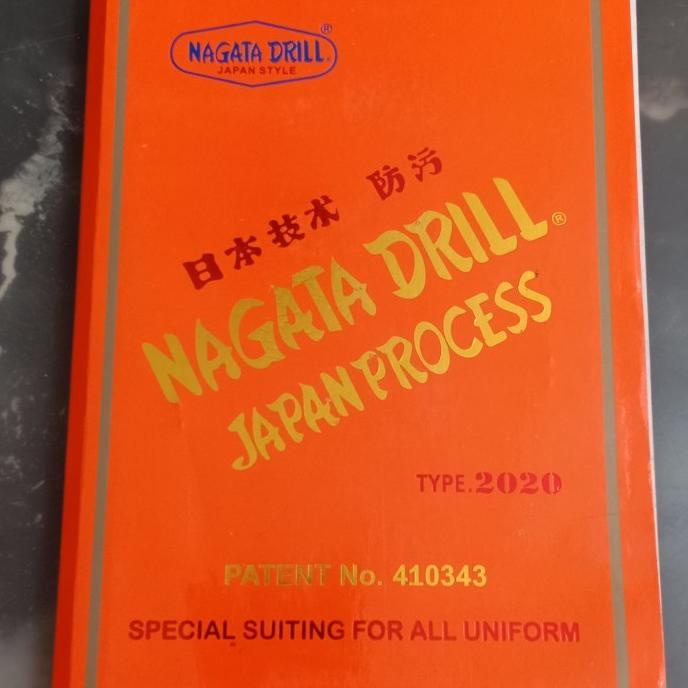 NAGATA DRILL®
JAPAN STYLE
日本技术 防污
NAGATA DRILL®
JAPAN PROCESS
TYPE.2020
PATENT No. 410343
SPECIAL SUITING FOR ALL UNIFORM